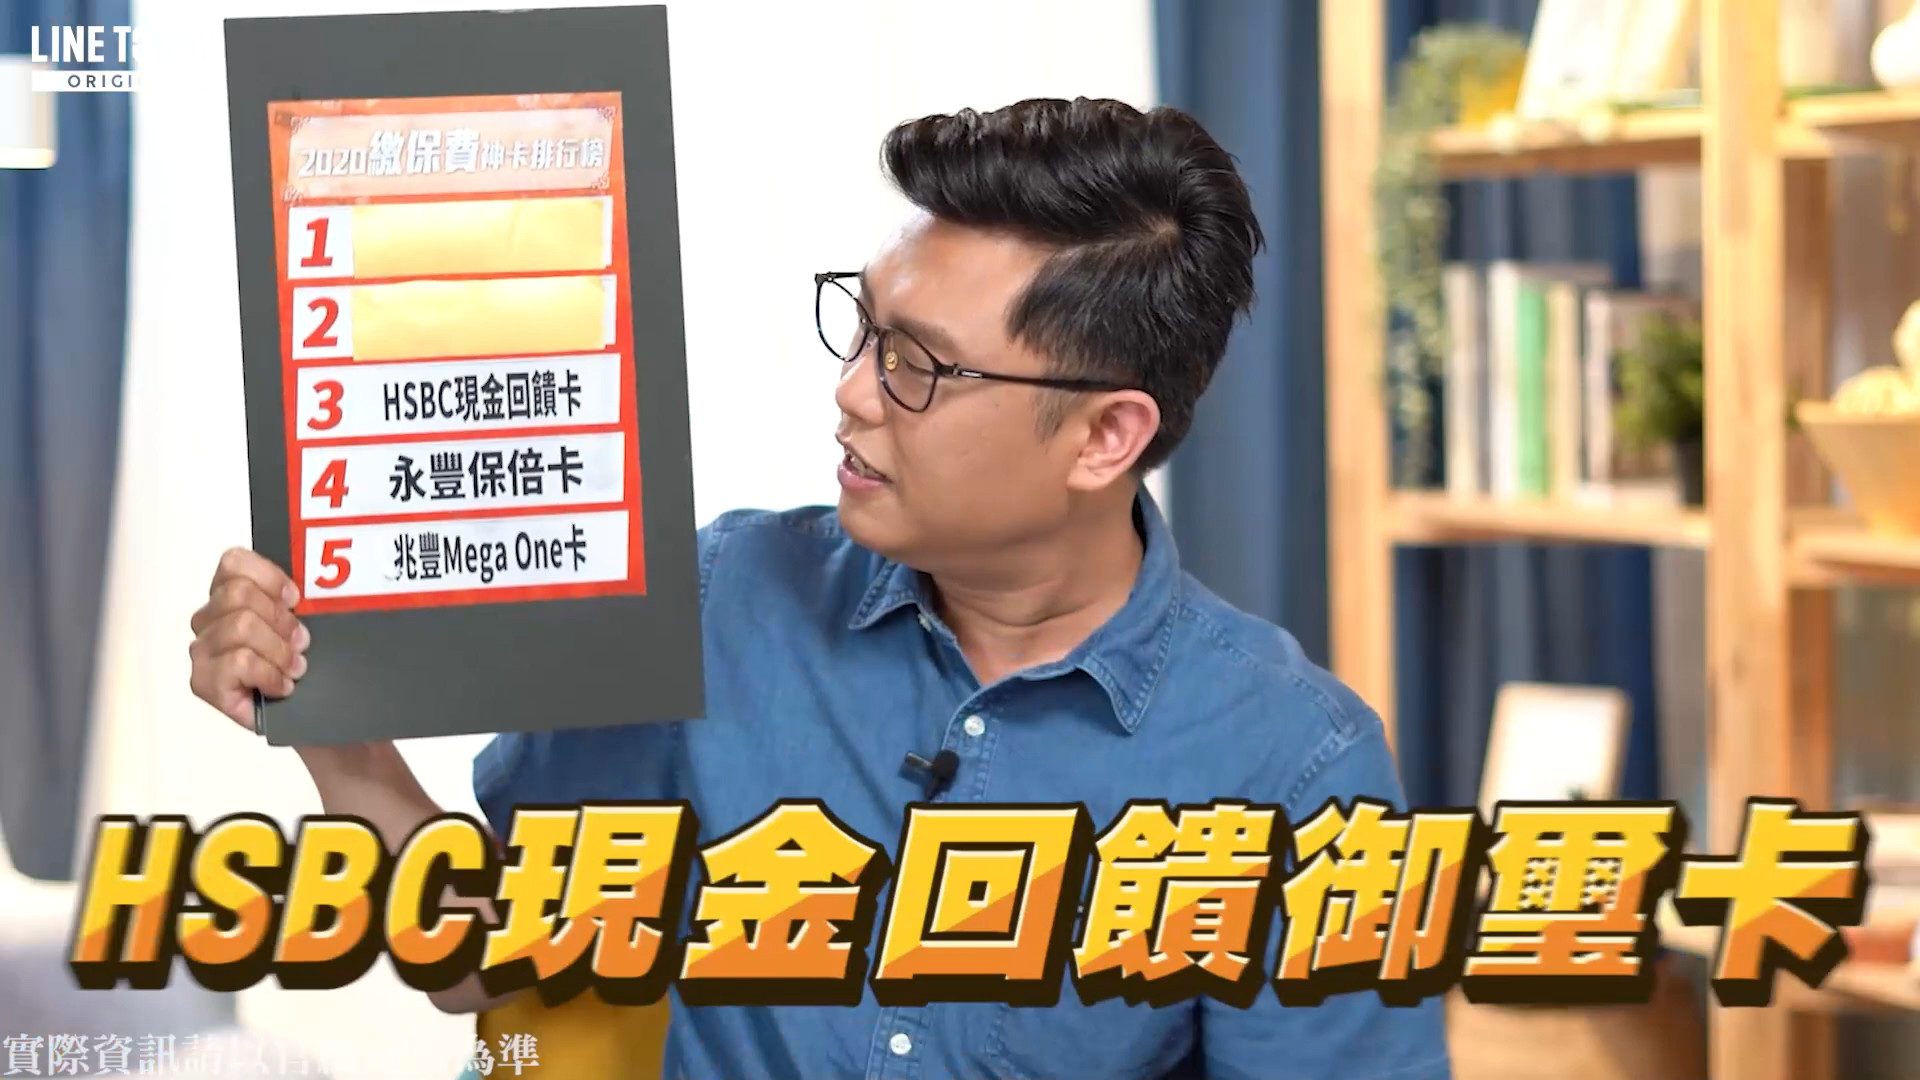 LINE T
ORIGI
2020繳保費神卡排行榜
1
2
3 HSBC現金回饋卡
4 永豐保倍卡
5 兆豐Mega One卡
HSBC現金回饋御璽卡
實際資訊請以官 為準